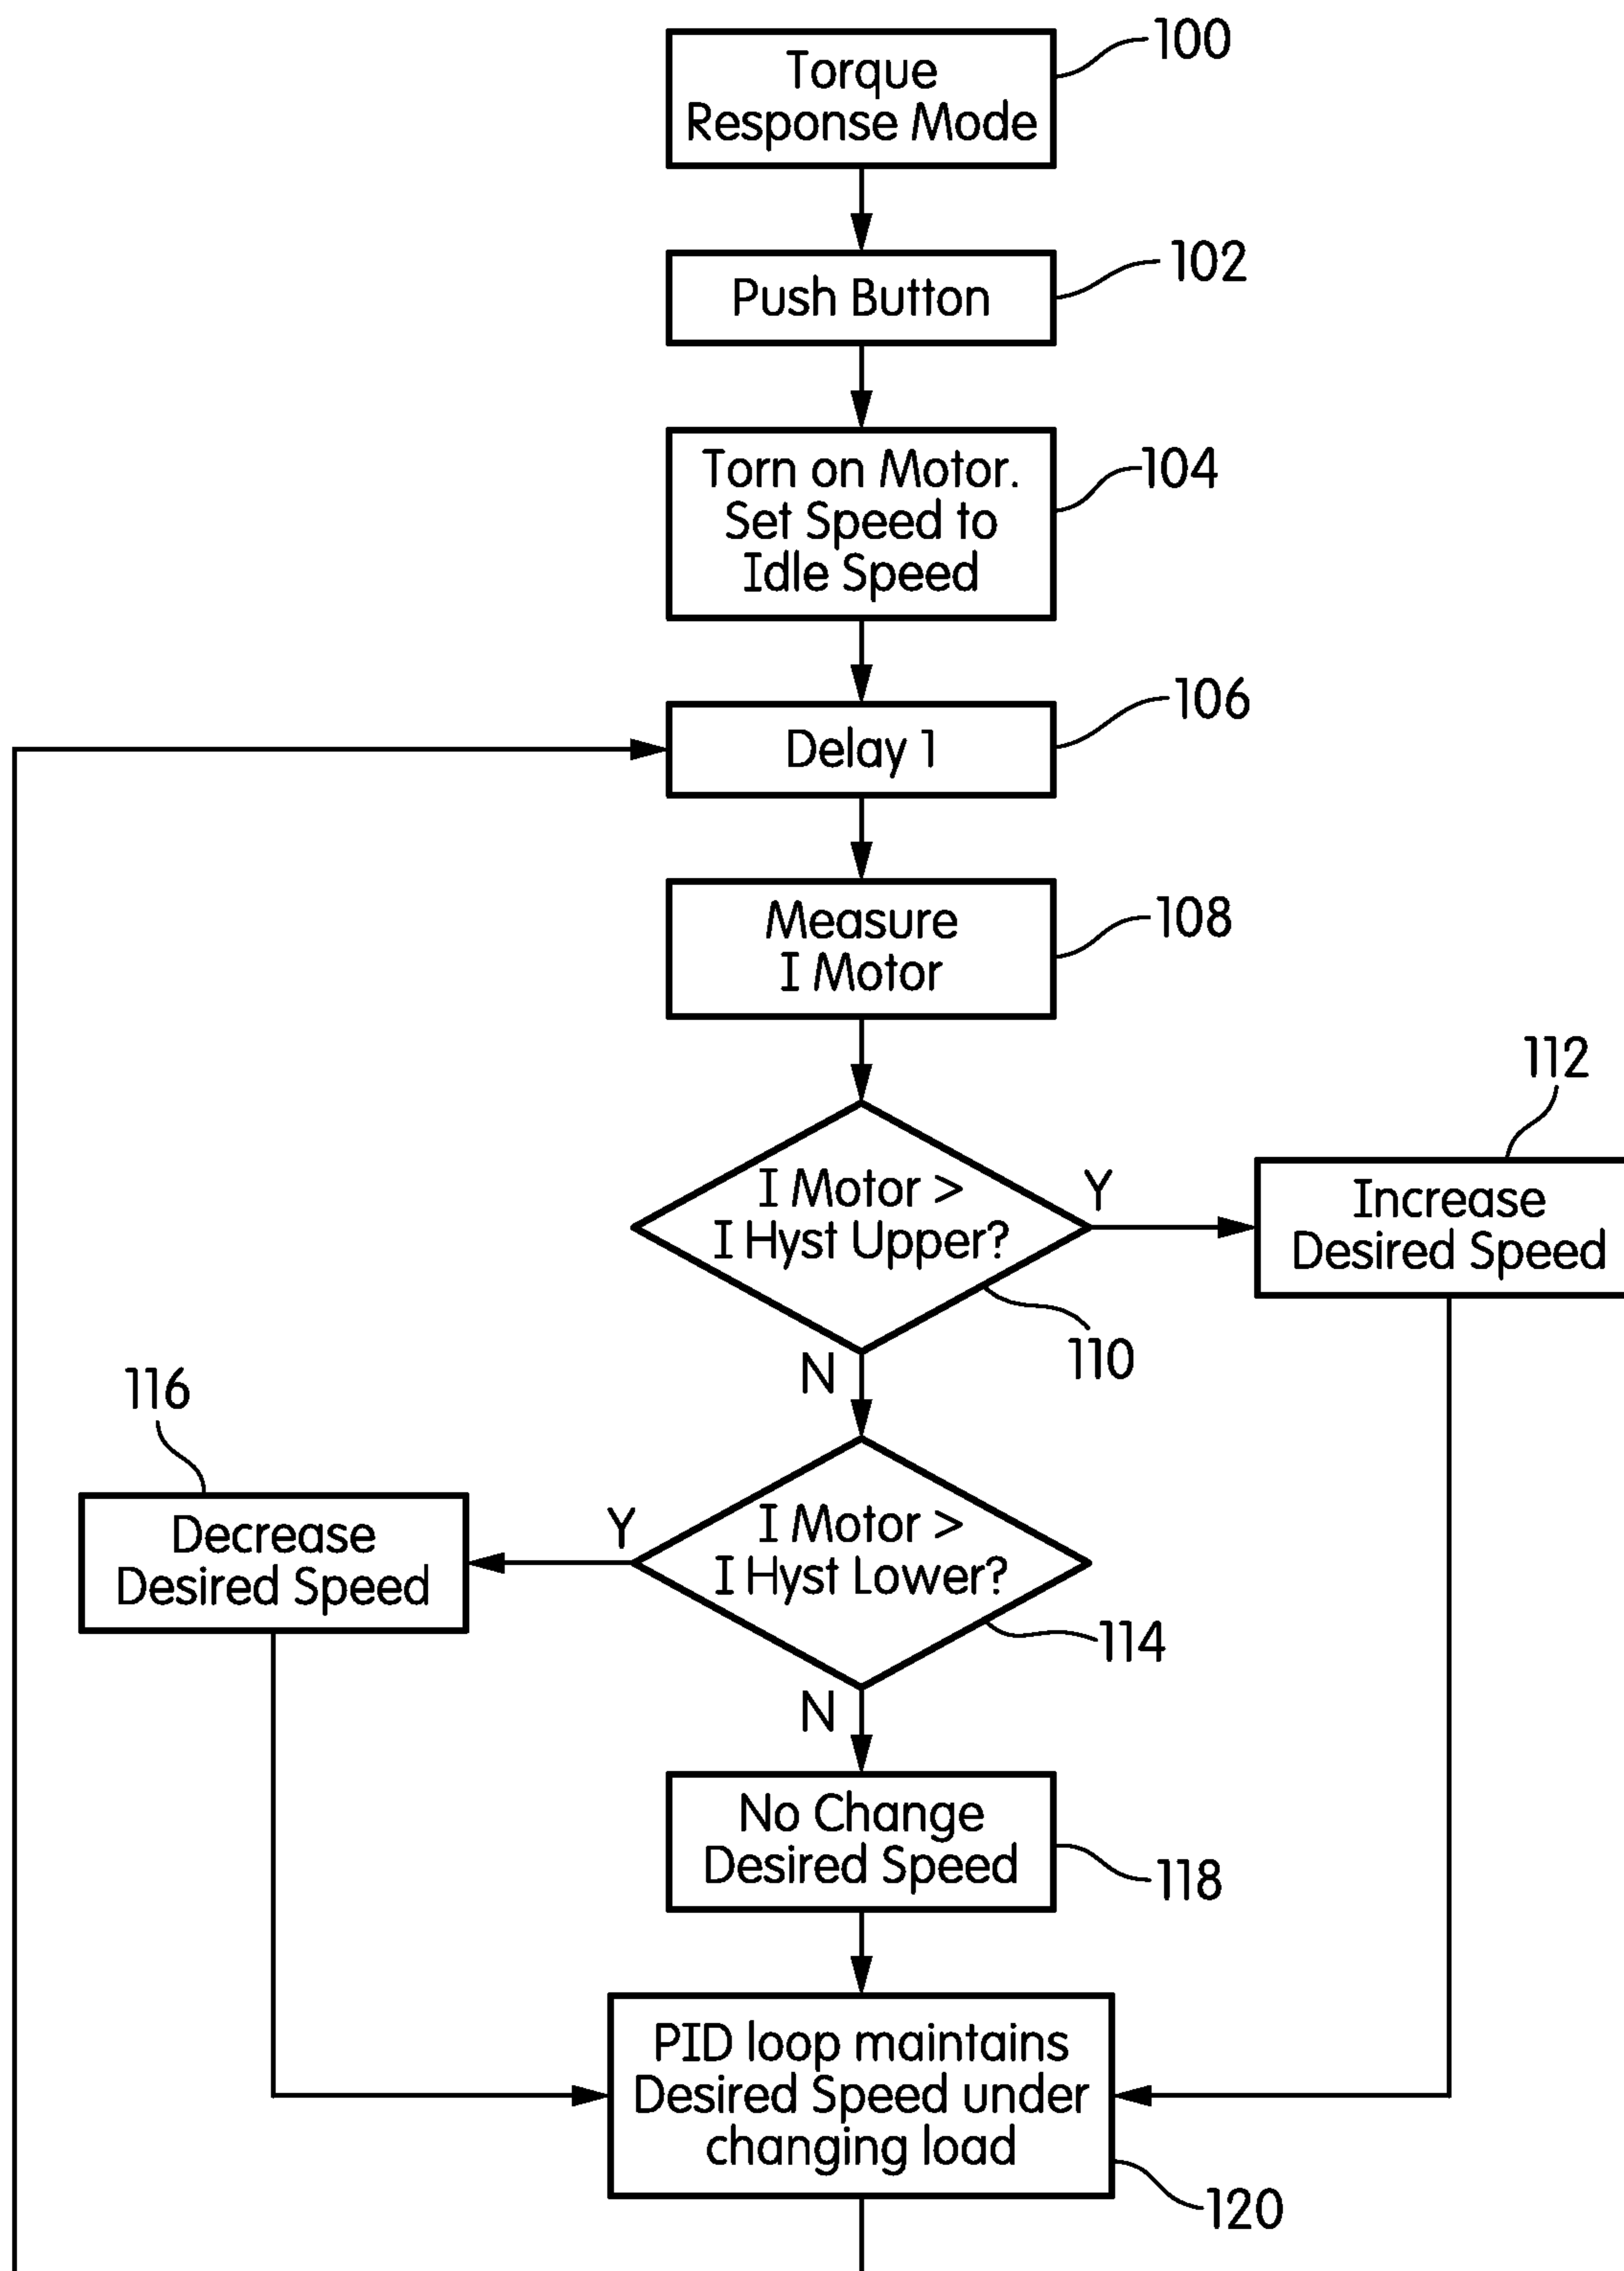 100
Torque
Response Mode
102
Push Button
104
Torn on Motor.
Set Speed to
Idle Speed
106
Delay 1
108
Measure
I Motor
112
Increase
Desired Speed
I Motor >
I Hyst Upper?
Y
110
N
116
Decrease
Desired Speed
Y
I Motor >
I Hyst Lower?
114
N
No Change
Desired Speed
118
PID loop maintains
Desired Speed under
changing load
120